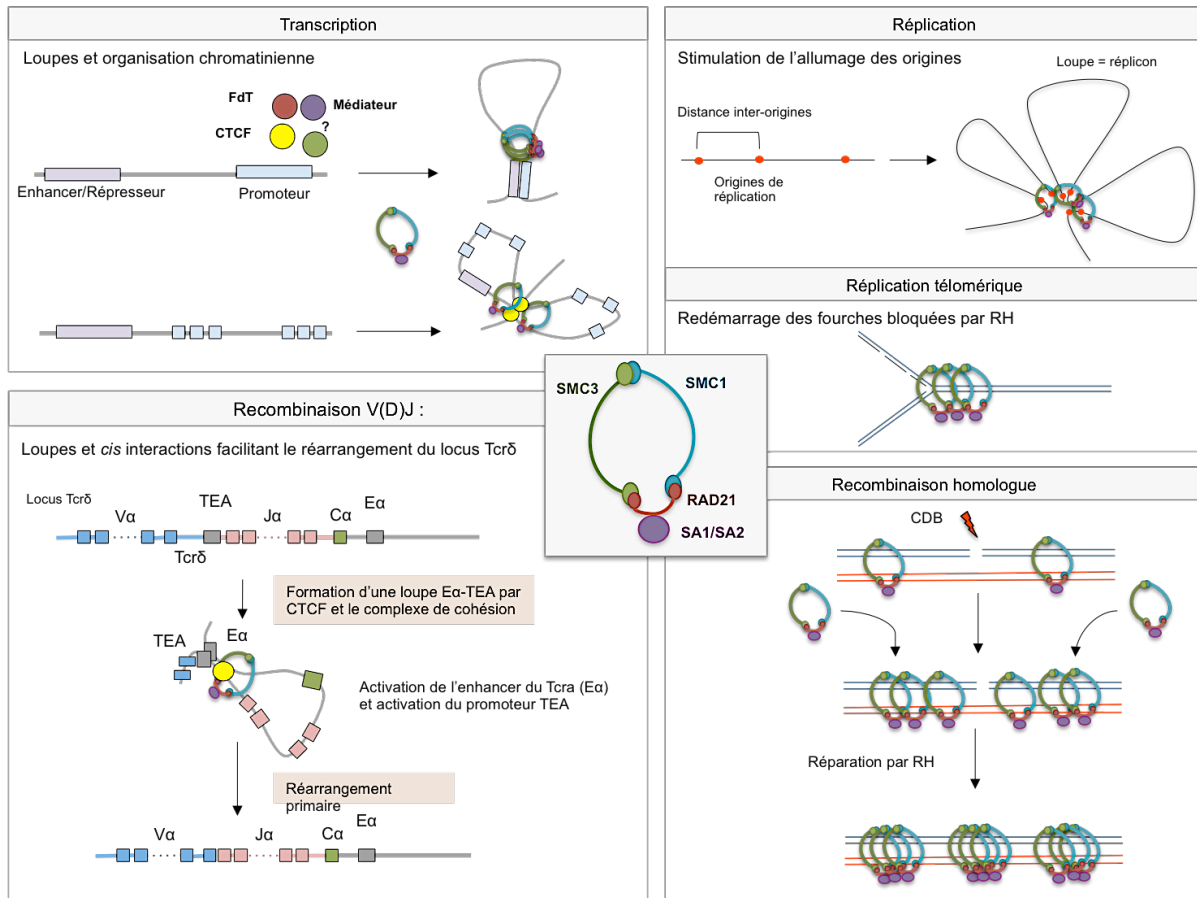 Transcription
Loupes et organisation chromatinienne
FdT
Médiateur
CTCF
?
Enhancer/Répresseur
Promoteur
Réplication
Stimulation de l'allumage des origines
Loupe = réplicon
Distance inter-origines
Origines de
réplication
Réplication télomérique
Redémarrage des fourches bloquées par RH
SMC3
SMC1
RAD21
SA1/SA2
Recombinaison V(D)J :
Loupes et cis interactions facilitant le réarrangement du locus Tcrδ
Locus Tcrδ
Vα
TEA
Jα
Cα
Eα
Tcrδ
Formation d'une loupe Eα-TEA par
CTCF et le complexe de cohésion
TEA
Eα
Activation de l'enhancer du Tcra (Eα)
et activation du promoteur TEA
Réarrangement
primaire
Vα
Jα
Cα
Eα
Recombinaison homologue
CDB
Réparation par RH